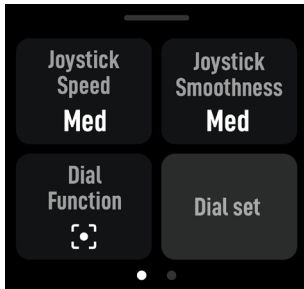 Joystick
Speed
Med
Joystick
Smoothness
Med
Dial
Function
Dial set